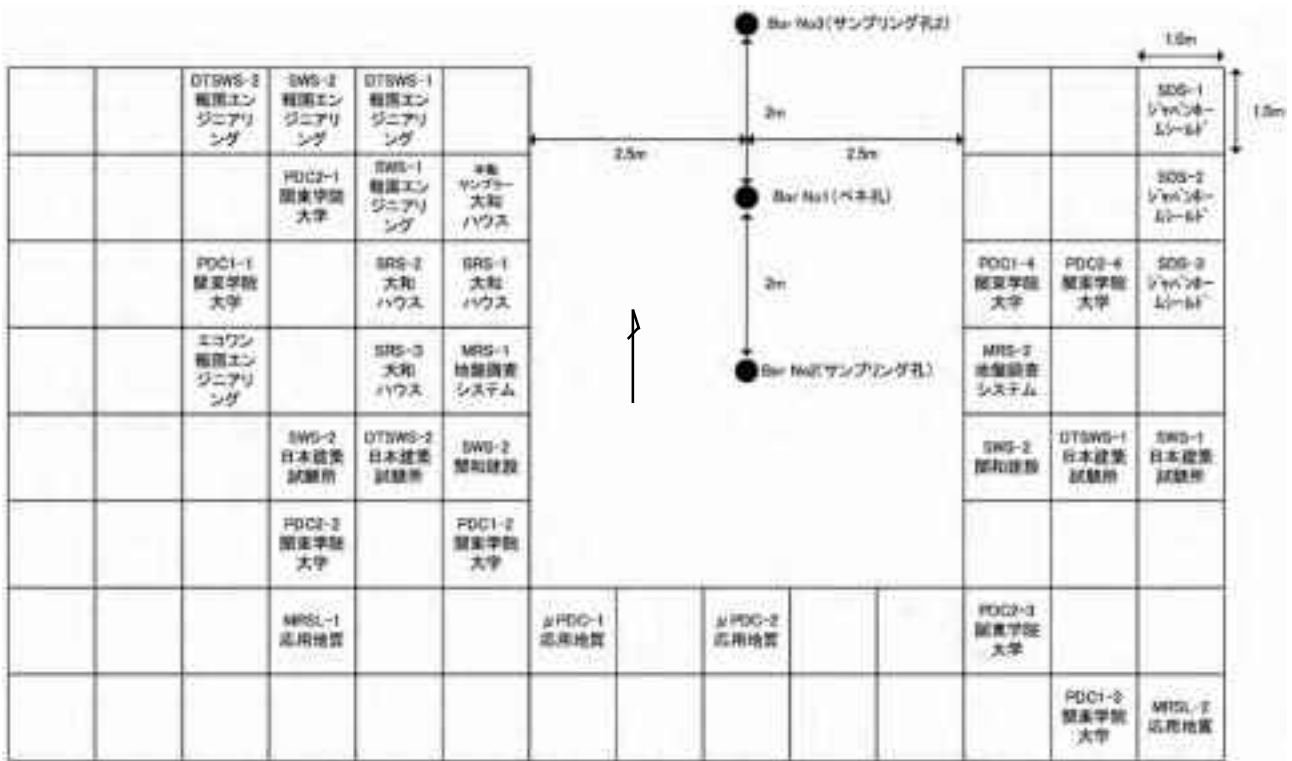 Bor No3(サンプリング孔2)
1.0m
DTSWS-2
報国エン
ジニアリ
ング
SWS-2
報国エン
ジニアリ
ング
DTSWS-1
報国エン
ジニアリ
ング
2m
SDS-1
ジャパンホー
ムシールド
2.5m
2.5m
PDC2-1
関東学院
大学
SWS-1
報国エン
ジニアリ
ング
サンプラー
大和
ハウス
Bor No1(ペネ孔)
SDS-2
ジャパンホー
ムシールド
PDC1-1
関東学院
大学
SRS-2
大和
ハウス
SRS-1
大和
ハウス
2m
PDC1-4
関東学院
大学
PDC2-4
関東学院
大学
SDS-3
ジャパンホー
ムシールド
エコワン
報国エン
ジニアリ
ング
SRS-3
大和
ハウス
MRS-1
地盤調査
システム
Bor No2(サンプリング孔)
MRS-2
地盤調査
システム
SWS-2
日本建築
試験所
DTSWS-2
日本建築
試験所
SWS-2
関和建設
SWS-2
関和建設
DTSWS-1
日本建築
試験所
SWS-1
日本建築
試験所
PDC2-2
関東学院
大学
PDC1-2
関東学院
大学
MRSL-1
応用地質
μPDC-1
応用地質
μPDC-2
応用地質
PDC2-3
関東学院
大学
PDC1-3
関東学院
大学
MRSL-2
応用地質